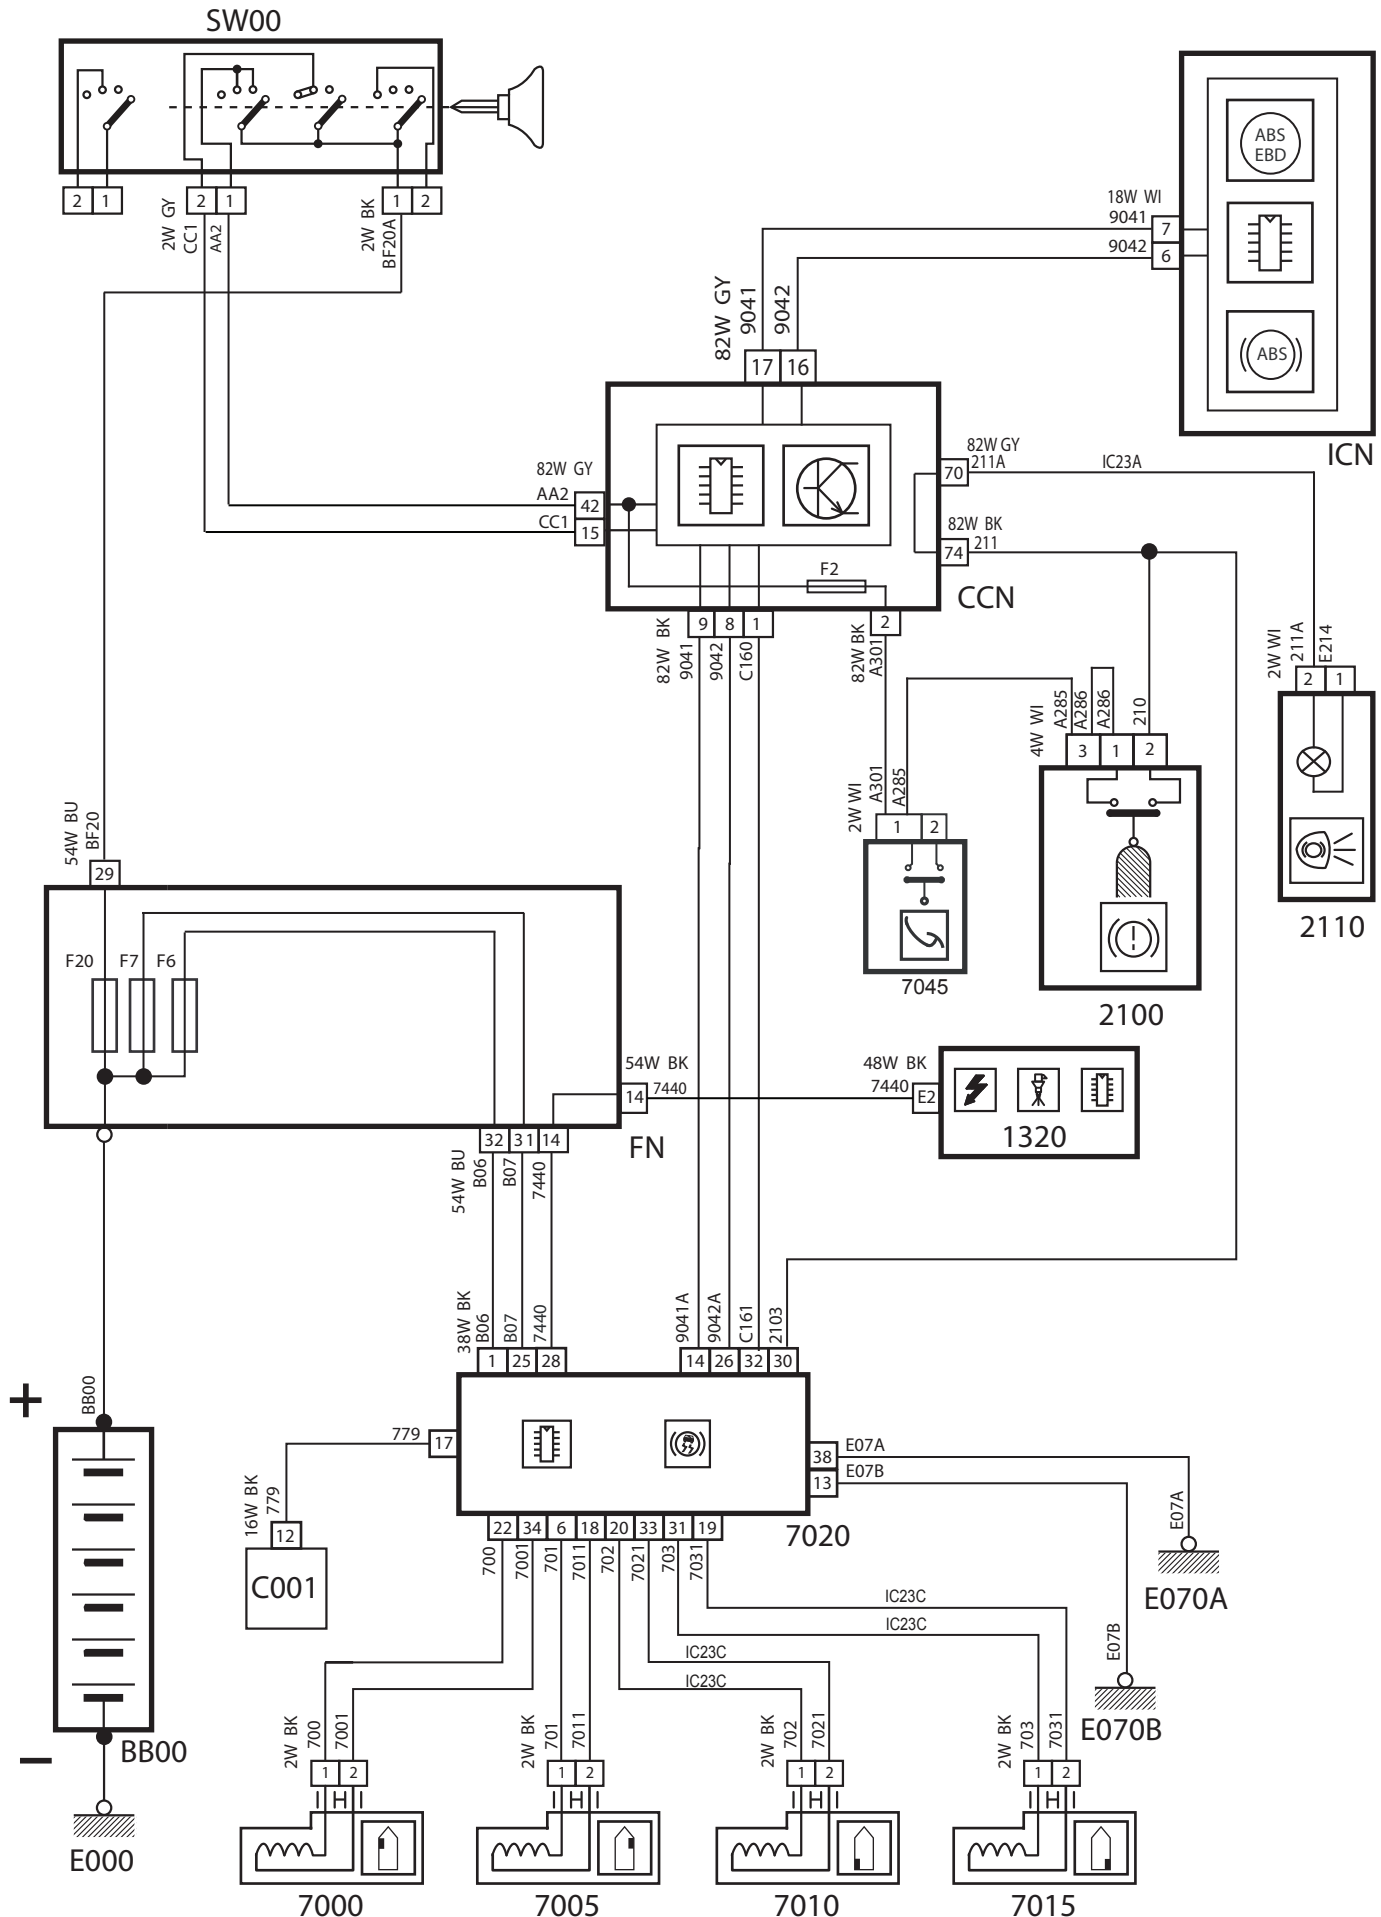 SW00
2 1
2 1
1 2
2W GY
CC1
AA2
2W BK
BF20A
ABS
EBD
ABS
ICN
18W WI
9041
7
9042
6
82W GY
9041
9042
17 16
82W GY
AA2
42
CC1
15
82W GY
211A
70
IC23A
82W BK
211
74
F2
CCN
9 8 1
2
82W BK
9041
9042
C160
82W BK
A301
2W WI
A301
A285
1 2
7045
4W WI
A285
A286
A286
210
3 1 2
2100
2W WI
211A
E214
2 1
2110
54W BU
BF20
29
F20 F7 F6
54W BK
14
7440
48W BK
7440
E2
1320
FN
32 31 14
54W BU
B06
B07
7440
38W BK
B06
B07
7440
1 25 28
9041A
9042A
C161
2103
14 26 32 30
779
17
16W BK
779
12
C001
38
E07A
13
E07B
7020
E07A
E070A
E07B
E070B
22 34 6 18 20 33 31 19
700
7001
701
7011
702
7021
703
7031
IC23C
IC23C
IC23C
IC23C
+
BB00
−
BB00
E000
2W BK
700
7001
1 2
7000
2W BK
701
7011
1 2
7005
2W BK
702
7021
1 2
7010
2W BK
703
7031
1 2
7015